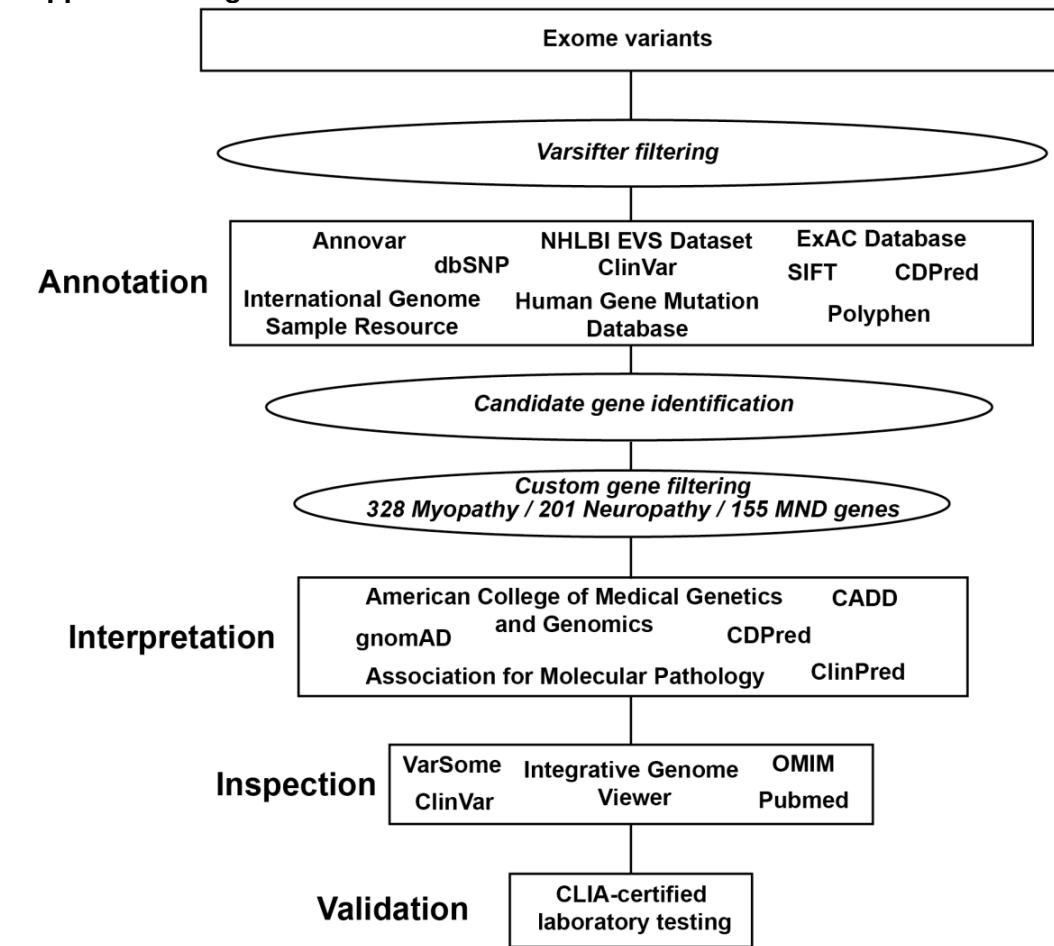 Exome variants
Varsifter filtering
Annotation
Annovar
dbSNP
International Genome
Sample Resource
NHLBI EVS Dataset
ClinVar
Human Gene Mutation
Database
ExAC Database
SIFT
CDPred
Polyphen
Candidate gene identification
Custom gene filtering
328 Myopathy / 201 Neuropathy / 155 MND genes
Interpretation
American College of Medical Genetics
and Genomics
CADD
gnomAD
CDPred
Association for Molecular Pathology
ClinPred
Inspection
VarSome
ClinVar
Integrative Genome
Viewer
OMIM
Pubmed
Validation
CLIA-certified
laboratory testing